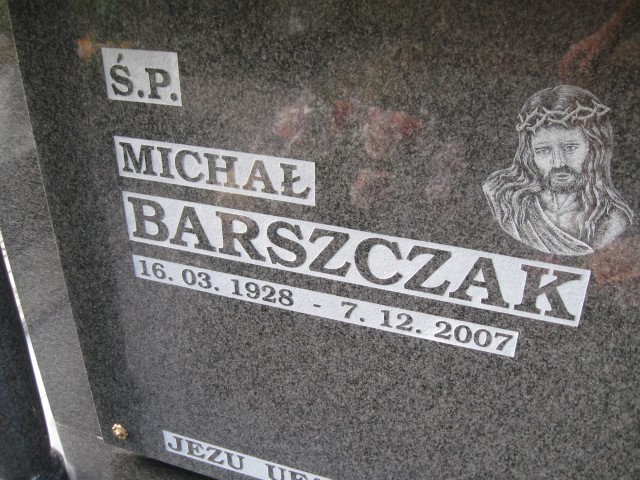 Ś.P.
MICHAŁ
BARSZCZAK
16. 03. 1928 - 7. 12. 2007
JEZU